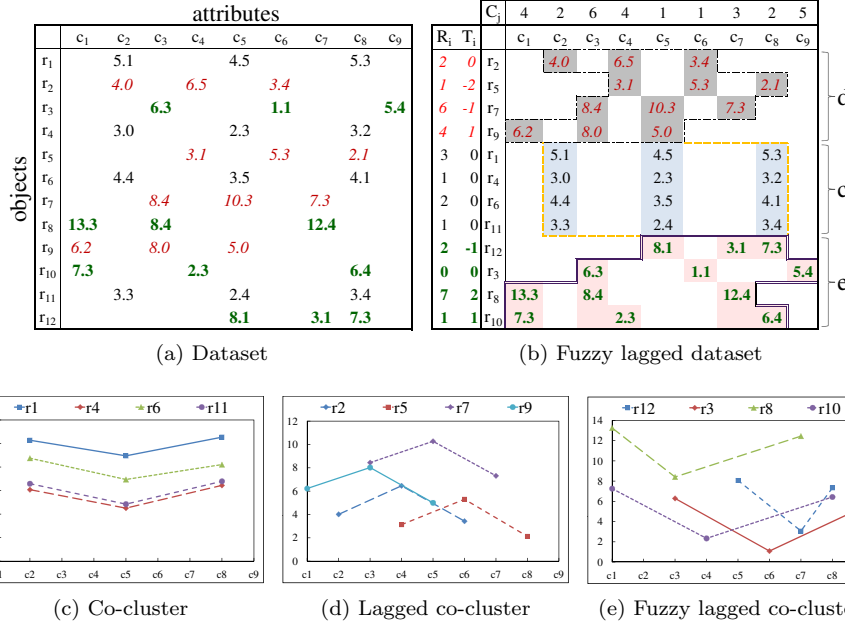 attributes
c1 c2 c3 c4 c5 c6 c7 c8 c9
objects
r1 5.1 4.5 5.3
r2 4.0 6.5 3.4
r3 6.3 1.1 5.4
r4 3.0 2.3 3.2
r5 3.1 5.3 2.1
r6 4.4 3.5 4.1
r7 8.4 10.3 7.3
r8 13.3 8.4 12.4
r9 6.2 8.0 5.0
r10 7.3 2.3 6.4
r11 3.3 2.4 3.4
r12 8.1 3.1 7.3
(a) Dataset
Cj 4 2 6 4 1 1 3 2 5
Ri Ti c1 c2 c3 c4 c5 c6 c7 c8 c9
2 0 r2 4.0 6.5 3.4
1 -2 r5 3.1 5.3 2.1
6 -1 r7 8.4 10.3 7.3
4 1 r9 6.2 8.0 5.0
d
3 0 r1 5.1 4.5 5.3
1 0 r4 3.0 2.3 3.2
2 0 r6 4.4 3.5 4.1
1 0 r11 3.3 2.4 3.4
c
2 -1 r12 8.1 3.1 7.3
0 0 r3 6.3 1.1 5.4
7 2 r8 13.3 8.4 12.4
1 1 r10 7.3 2.3 6.4
e
(b) Fuzzy lagged dataset
r1 r4 r6 r11
c2 c3 c4 c5 c6 c7 c8 c9
(c) Co-cluster
r2 r5 r7 r9
12
10
8
6
4
2
0
c1 c2 c3 c4 c5 c6 c7 c8 c9
(d) Lagged co-cluster
r12 r3 r8 r10
14
12
10
8
6
4
2
0
c1 c2 c3 c4 c5 c6 c7 c8
(e) Fuzzy lagged co-cluste